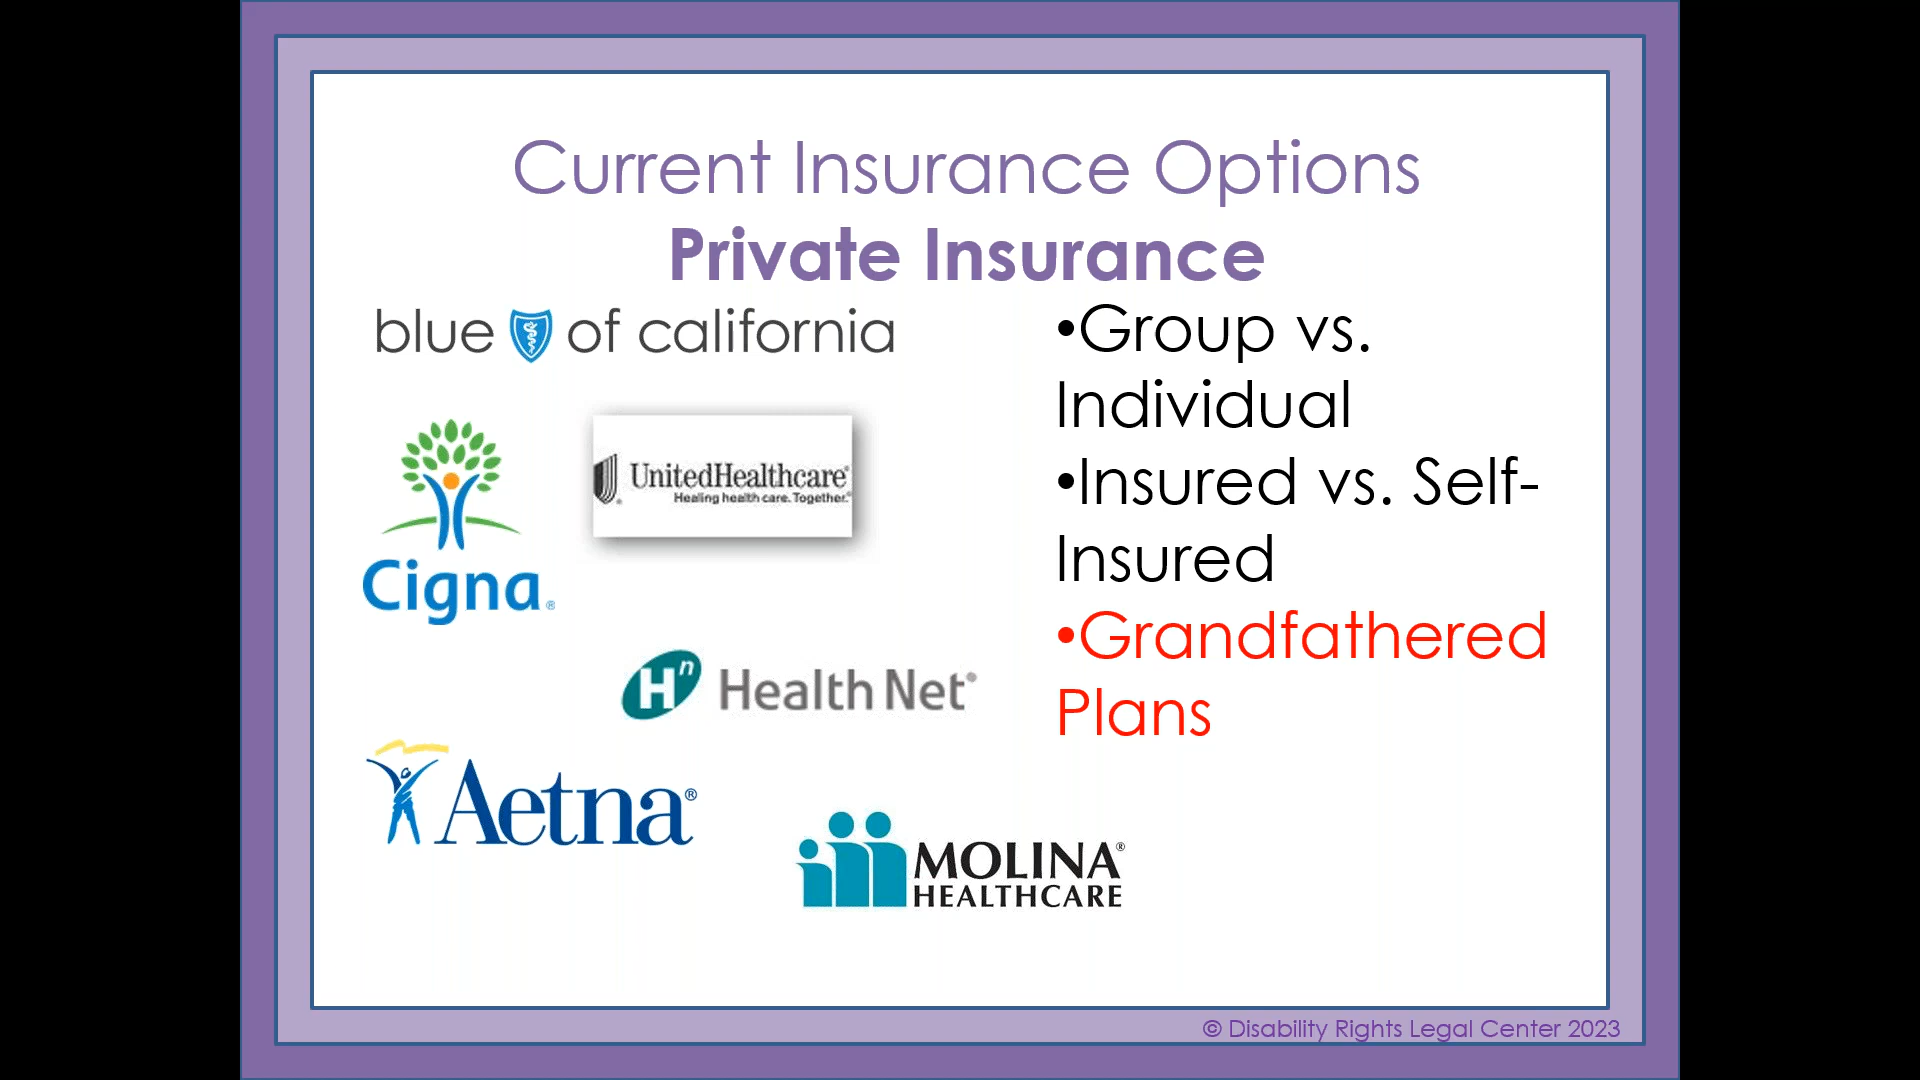 Current Insurance Options
Private Insurance
blue of california
Cigna®
UnitedHealthcare®
Healing health care. Together.®
Hn Health Net®
Aetna®
MOLINA®
HEALTHCARE
•Group vs.
Individual
•Insured vs. Self-
Insured
•Grandfathered
Plans
© Disability Rights Legal Center 2023